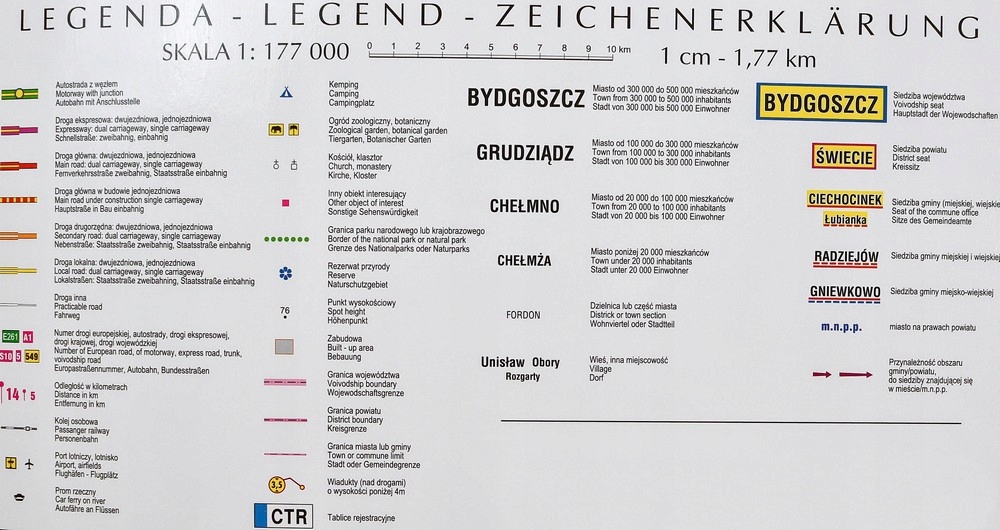 LEGENDA - LEGEND - ZEICHENERKLÄRUNG
SKALA 1: 177 000
0 1 2 3 4 5 6 7 8 9 10 km
1 cm - 1,77 km
Autostrada z węzłem
Motorway with junction
Autobahn mit Anschlusstelle
Droga ekspresowa: dwujezdniowa, jednojezdniowa
Expressway: dual carriageway, single carriageway
Schnellstraße: zweibahnig, einbahnig
Droga główna: dwujezdniowa, jednojezdniowa
Main road: dual carriageway, single carriageway
Fernverkehrsstraße zweibahnig, Staatsstraße einbahnig
Droga główna w budowie jednojezdniowa
Main road under construction single carriageway
Hauptstraße in Bau einbahnig
Droga drugorzędna: dwujezdniowa, jednojezdniowa
Secondary road: dual carriageway, single carriageway
Nebenstraße: Staatsstraße zweibahnig, Staatsstraße einbahnig
Droga lokalna: dwujezdniowa, jednojezdniowa
Local road: dual carriageway, single carriageway
Lokalstraßen: Staatsstraße zweibahnig, Staatsstraße einbahnig
Droga inna
Practicable road
Fahrweg
E261 A1
S10 5 549
Numer drogi europejskiej, autostrady, drogi ekspresowej,
drogi krajowej, drogi wojewódzkiej
Number of European road, of motorway, express road, trunk,
voivodship road
Europastraßennummer, Autobahn, Bundesstraßen
14 5
Odległość w kilometrach
Distance in km
Entfernung in km
Kolej osobowa
Passanger railway
Personenbahn
Port lotniczy, lotnisko
Airport, airfields
Flughäfen - Flugplätz
Prom rzeczny
Car ferry on river
Autofähre an Flüssen
Kemping
Camping
Campingplatz
Ogród zoologiczny, botaniczny
Zoological garden, botanical garden
Tiergarten, Botanischer Garten
Kościół, klasztor
Church, monastery
Kirche, Kloster
Inny obiekt interesujący
Other object of interest
Sonstige Sehenswürdigkeit
Granica parku narodowego lub krajobrazowego
Border of the national park or natural park
Grenze des Nationalparks oder Naturparks
Rezerwat przyrody
Reserve
Naturschutzgebiet
76
Punkt wysokościowy
Spot height
Höhenpunkt
Zabudowa
Built - up area
Bebauung
Granica województwa
Voivodship boundary
Wojewodschaftsgrenze
Granica powiatu
District boundary
Kreisgrenze
Granica miasta lub gminy
Town or commune limit
Stadt oder Gemeindegrenze
3,5
Wiadukty (nad drogami)
o wysokości poniżej 4m
CTR
Tablice rejestracyjne
BYDGOSZCZ
Miasto od 300 000 do 500 000 mieszkańców
Town from 300 000 to 500 000 inhabitants
Stadt von 300 000 bis 500 000 Einwohner
GRUDZIĄDZ
Miasto od 100 000 do 300 000 mieszkańców
Town from 100 000 to 300 000 inhabitants
Stadt von 100 000 bis 300 000 Einwohner
CHEŁMNO
Miasto od 20 000 do 100 000 mieszkańców
Town from 20 000 to 100 000 inhabitants
Stadt von 20 000 bis 100 000 Einwohner
CHEŁMŻA
Miasto poniżej 20 000 mieszkańców
Town under 20 000 inhabitants
Stadt unter 20 000 Einwohner
FORDON
Dzielnica lub część miasta
District or town section
Wohnviertel oder Stadtteil
Unisław Obory
Rozgarty
Wieś, inna miejscowość
Village
Dorf
BYDGOSZCZ
Siedziba województwa
Voivodship seat
Hauptstadt der Wojewodschaften
ŚWIECIE
Siedziba powiatu
District seat
Kreissitz
CIECHOCINEK
Łubianka
Siedziba gminy (miejskiej, wiejskie
Seat of the commune office
Sitze des Gemeindeamte
RADZIEJÓW
Siedziba gminy miejskiej i wiejskie
GNIEWKOWO
Siedziba gminy miejsko-wiejskiej
m.n.p.p.
miasto na prawach powiatu
Przynależność obszaru
gminy/powiatu,
do siedziby znajdującej się
w mieście/m.n.p.p.